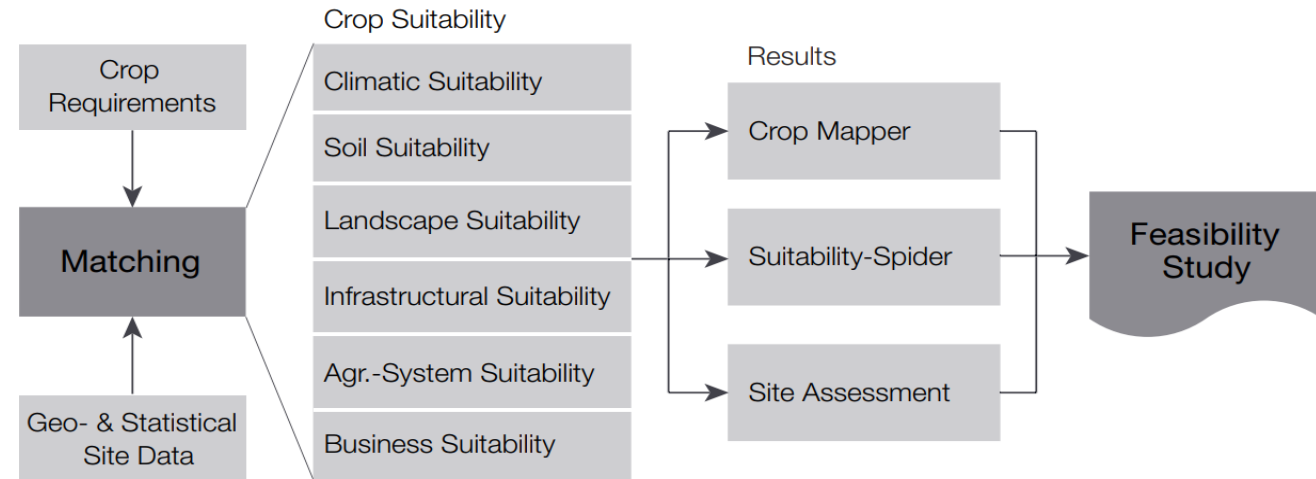 Crop Requirements
Matching
Geo- & Statistical
Site Data
Crop Suitability
Climatic Suitability
Soil Suitability
Landscape Suitability
Infrastructural Suitability
Agr.-System Suitability
Business Suitability
Results
Crop Mapper
Suitability-Spider
Site Assessment
Feasibility
Study